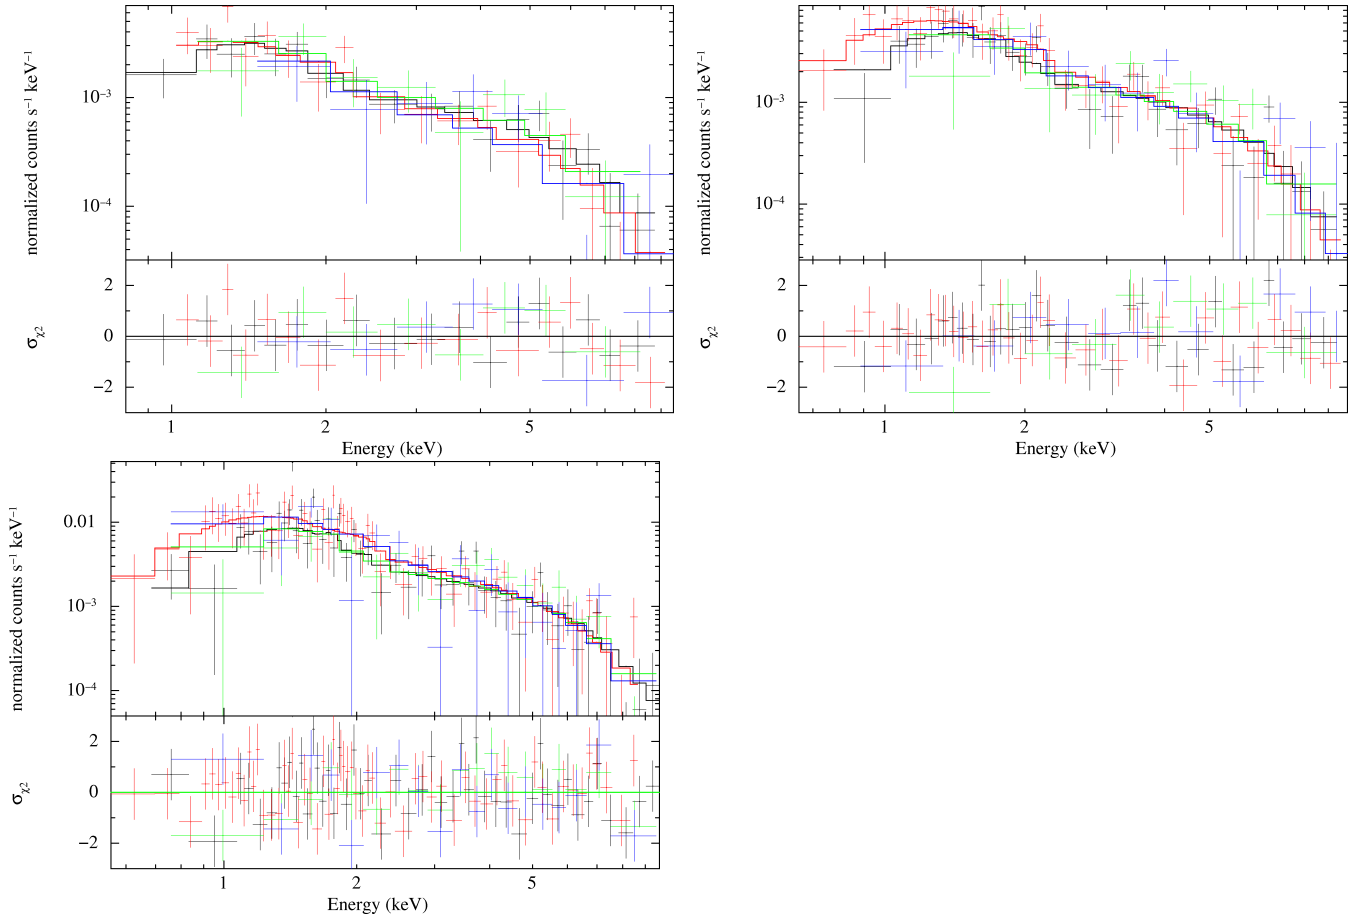 normalized counts s⁻¹ keV⁻¹
10⁻³
10⁻⁴
σχ2
2
0
−2
1
2
5
Energy (keV)
normalized counts s⁻¹ keV⁻¹
10⁻³
10⁻⁴
σχ2
2
0
−2
1
2
5
Energy (keV)
normalized counts s⁻¹ keV⁻¹
0.01
10⁻³
10⁻⁴
σχ2
2
0
−2
1
2
5
Energy (keV)